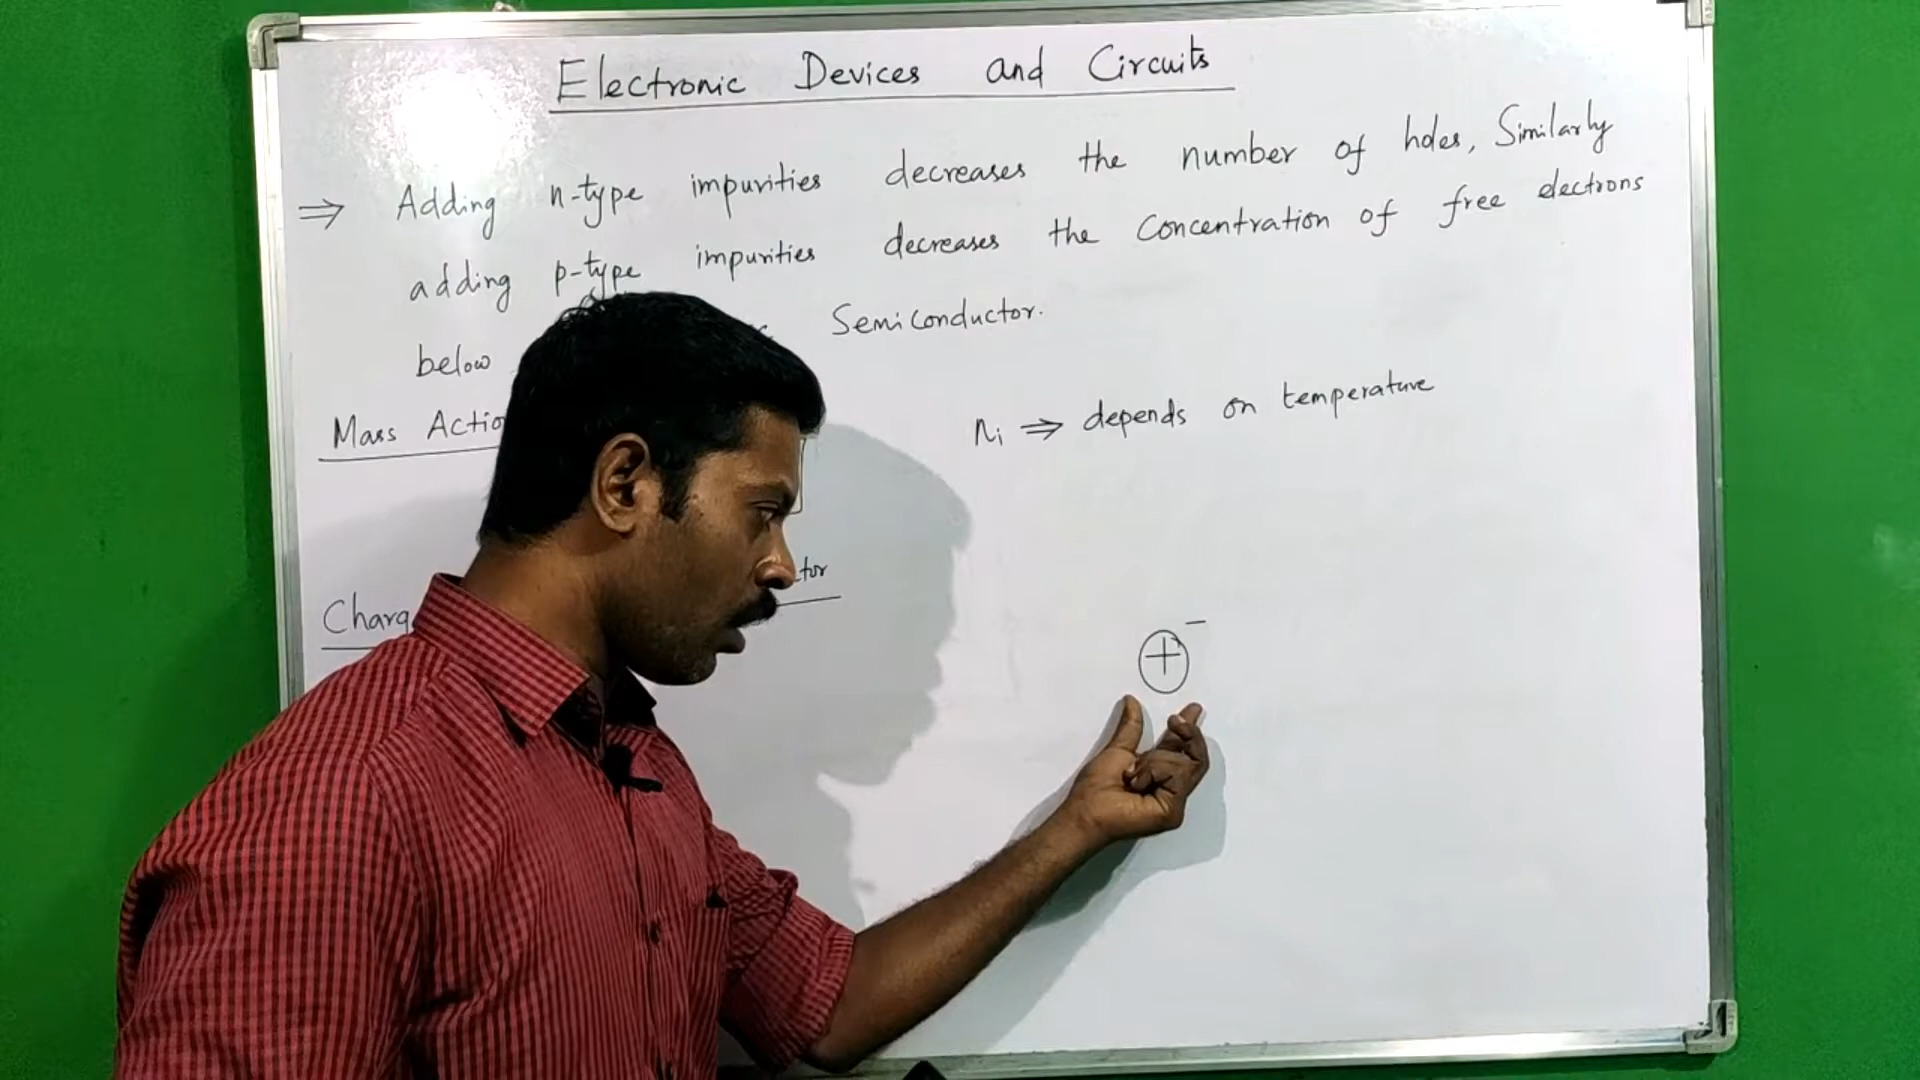 Electronic Devices and Circuits
⇒ Adding n-type impurities decreases the number of holes, Similarly
adding p-type impurities decreases the Concentration of free electrons
below Semiconductor.
Mass Actio
ni ⇒ depends on temperature
Charg tor
+ −